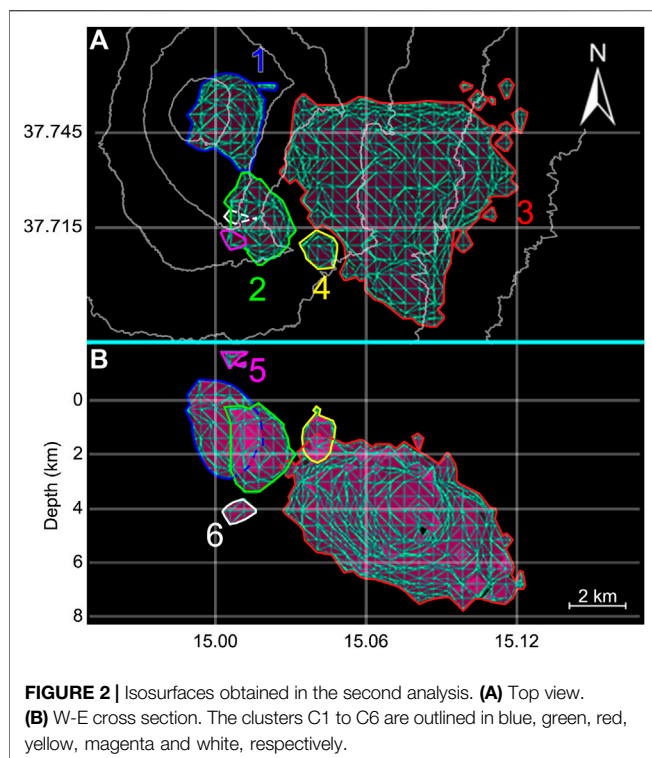 A
1
N
37.745
3
37.715
2
4
B
5
0
2
Depth (km)
4
6
6
2 km
8
15.00 15.06 15.12
FIGURE 2 | Isosurfaces obtained in the second analysis. (A) Top view.
(B) W-E cross section. The clusters C1 to C6 are outlined in blue, green, red,
yellow, magenta and white, respectively.